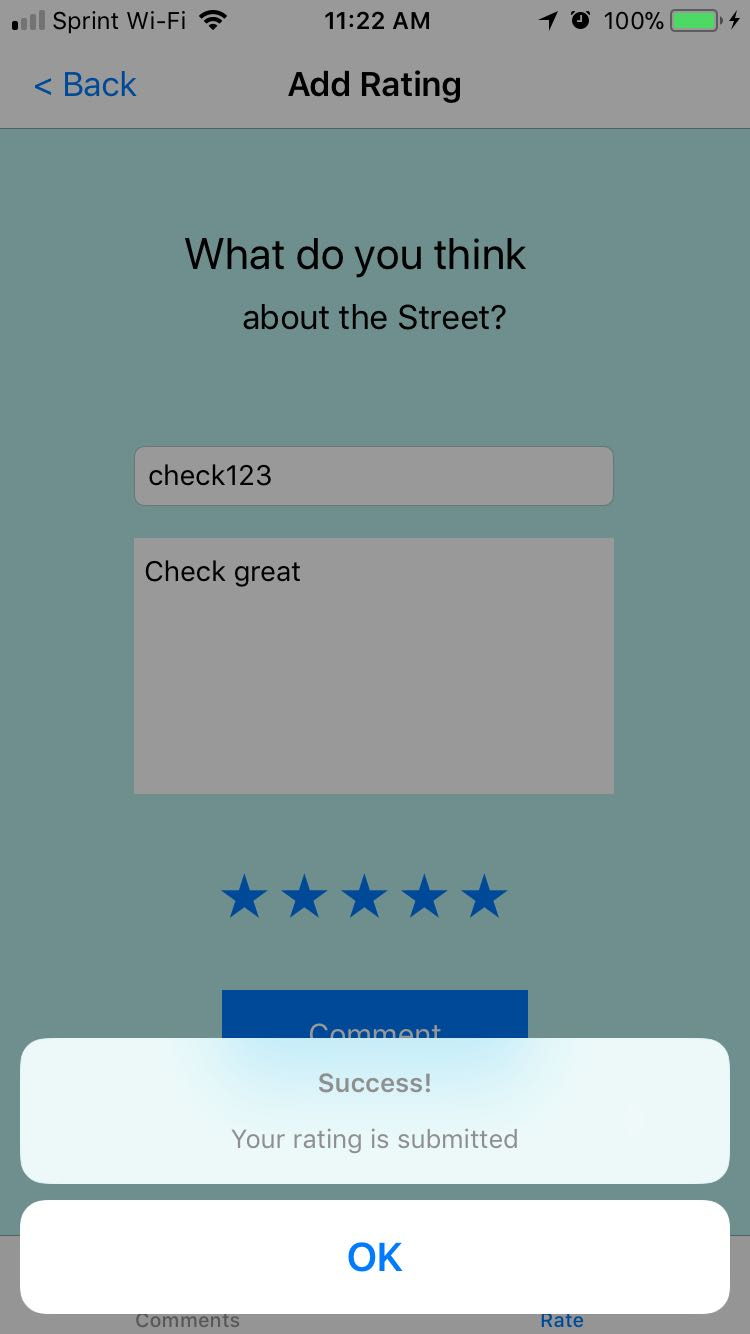 Sprint Wi-Fi 11:22 AM 100%
< Back Add Rating
What do you think
about the Street?
check123
Check great
Comment
Success!
Your rating is submitted
OK
Comments Rate